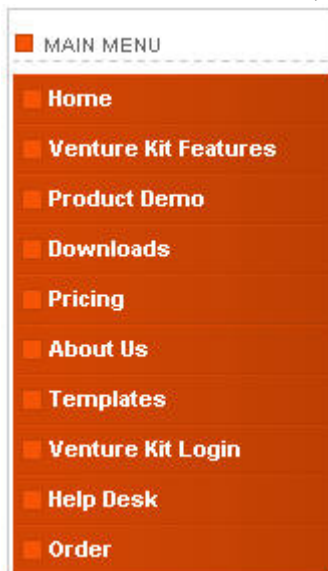 MAIN MENU
Home
Venture Kit Features
Product Demo
Downloads
Pricing
About Us
Templates
Venture Kit Login
Help Desk
Order